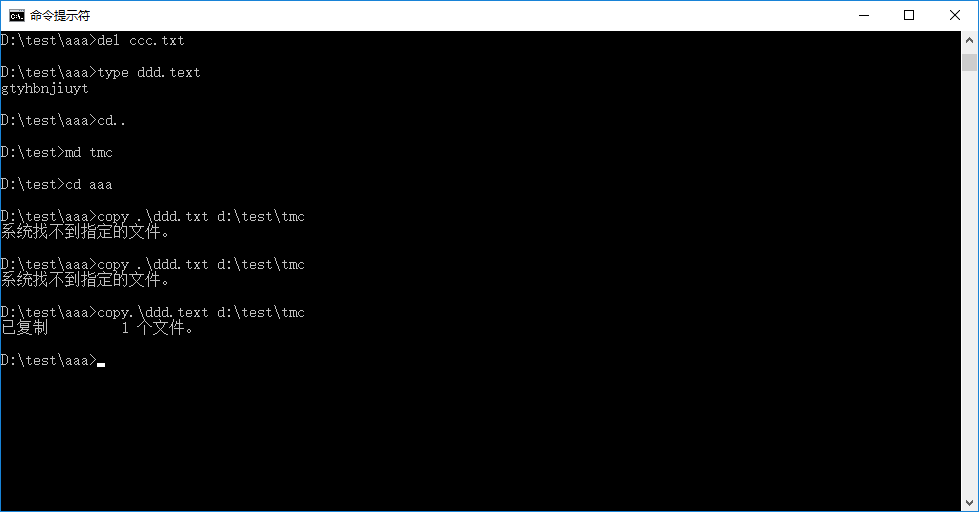 命令提示符
D:\test\aaa>del ccc.txt
D:\test\aaa>type ddd.text
gtyhbnjiuyt
D:\test\aaa>cd..
D:\test>md tmc
D:\test>cd aaa
D:\test\aaa>copy .\ddd.txt d:\test\tmc
系统找不到指定的文件。
D:\test\aaa>copy .\ddd.txt d:\test\tmc
系统找不到指定的文件。
D:\test\aaa>copy.\ddd.text d:\test\tmc
已复制         1 个文件。
D:\test\aaa>